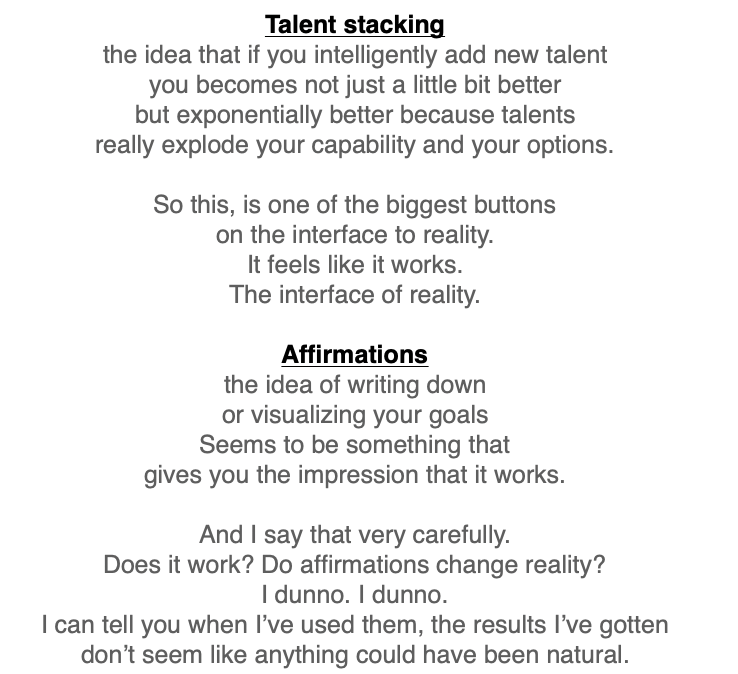 Talent stacking
the idea that if you intelligently add new talent
you becomes not just a little bit better
but exponentially better because talents
really explode your capability and your options.
So this, is one of the biggest buttons
on the interface to reality.
It feels like it works.
The interface of reality.
Affirmations
the idea of writing down
or visualizing your goals
Seems to be something that
gives you the impression that it works.
And I say that very carefully.
Does it work? Do affirmations change reality?
I dunno. I dunno.
I can tell you when I’ve used them, the results I’ve gotten
don’t seem like anything could have been natural.